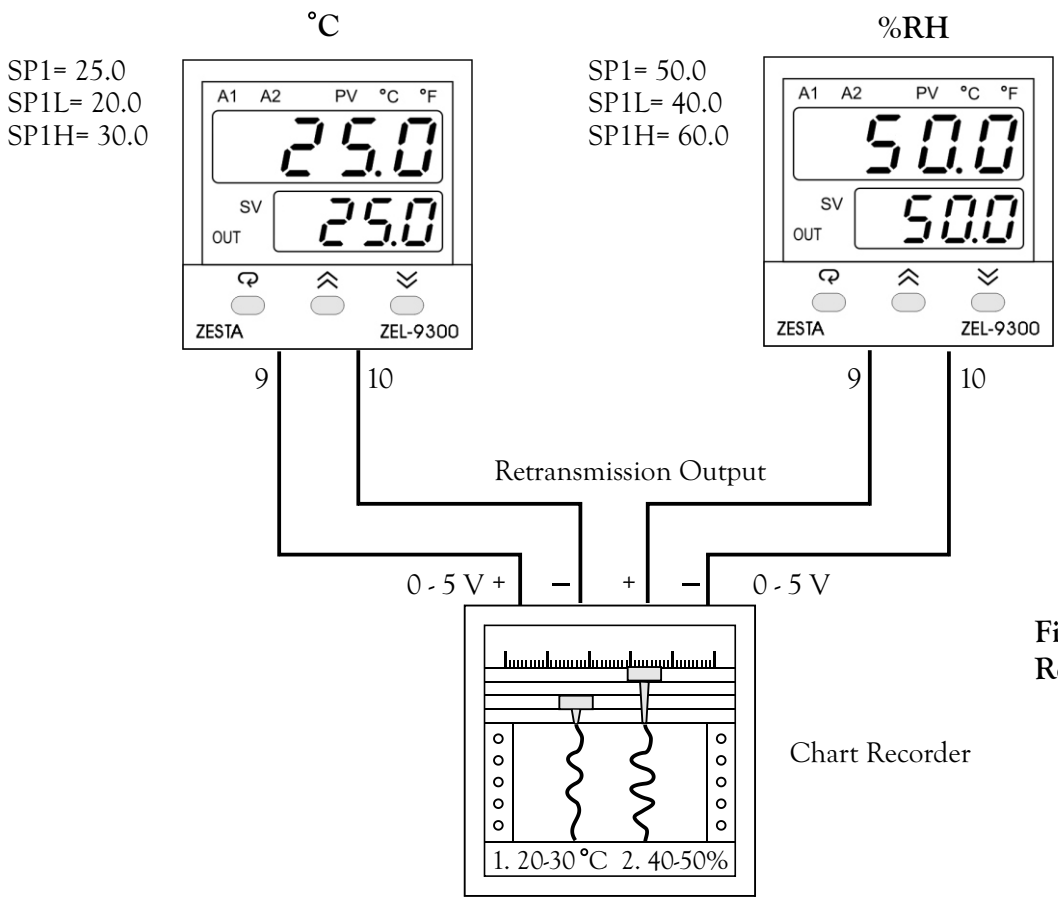 °C
SP1= 25.0
SP1L= 20.0
SP1H= 30.0
A1 A2 PV °C °F
25.0
SV 25.0
OUT
ZESTA ZEL-9300
9 10
%RH
SP1= 50.0
SP1L= 40.0
SP1H= 60.0
A1 A2 PV °C °F
50.0
SV 50.0
OUT
ZESTA ZEL-9300
9 10
Retransmission Output
0 - 5 V + − + − 0 - 5 V
Chart Recorder
1. 20-30 °C 2. 40-50%